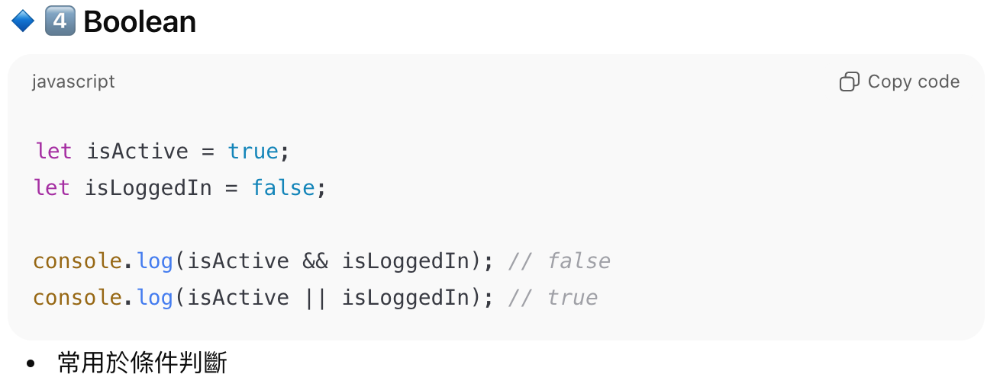 🔷 4️⃣ Boolean
javascript
Copy code
let isActive = true;
let isLoggedIn = false;
console.log(isActive && isLoggedIn); // false
console.log(isActive || isLoggedIn); // true
• 常用於條件判斷